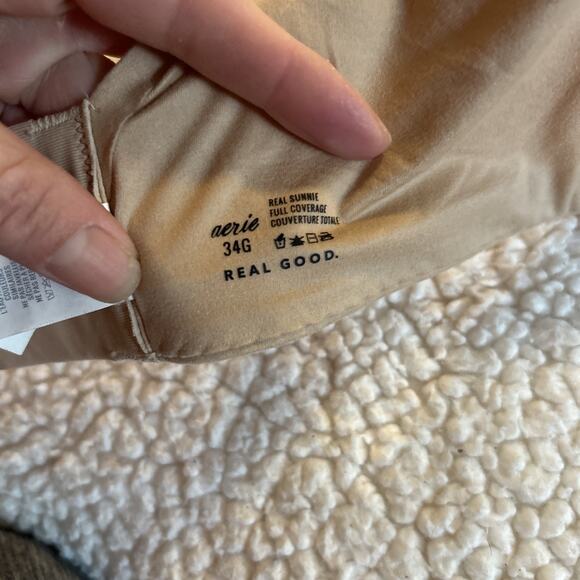 aerie
34G
REAL SUNNIE
FULL COVERAGE
COUVERTURE TOTALE
REAL GOOD.